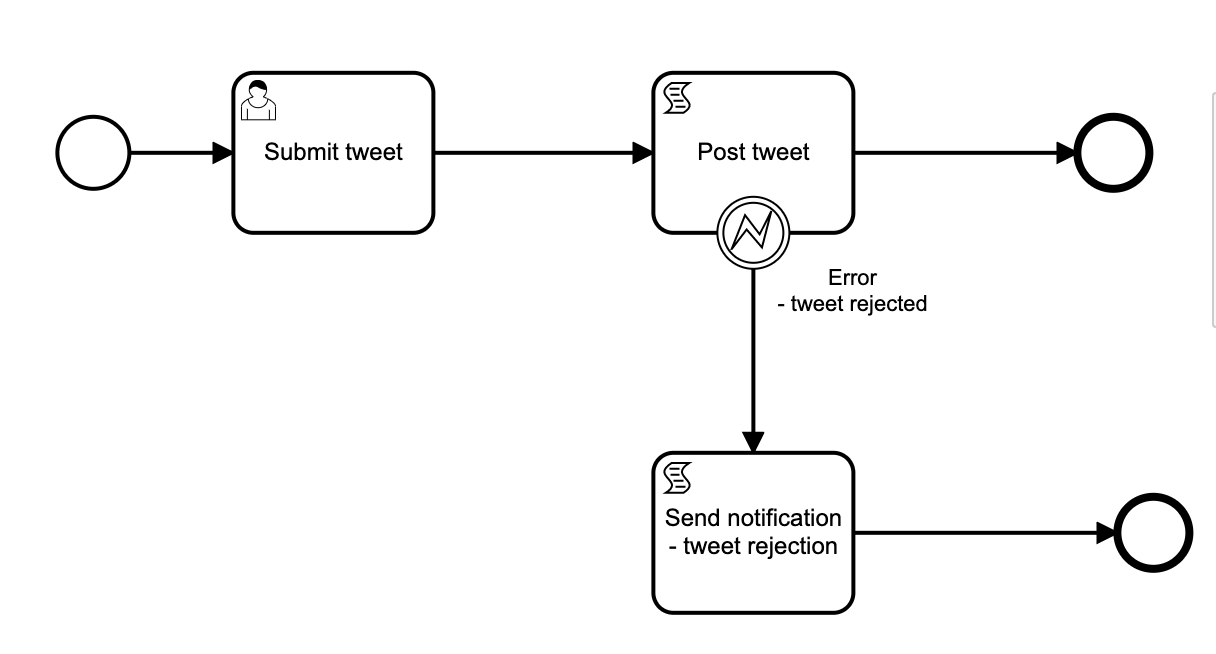 Submit tweet
Post tweet
Error
- tweet rejected
Send notification
- tweet rejection